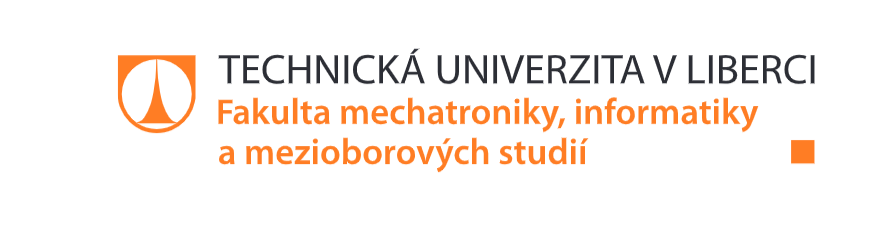 TECHNICKÁ UNIVERZITA V LIBERCI
Fakulta mechatroniky, informatiky
a mezioborových studií